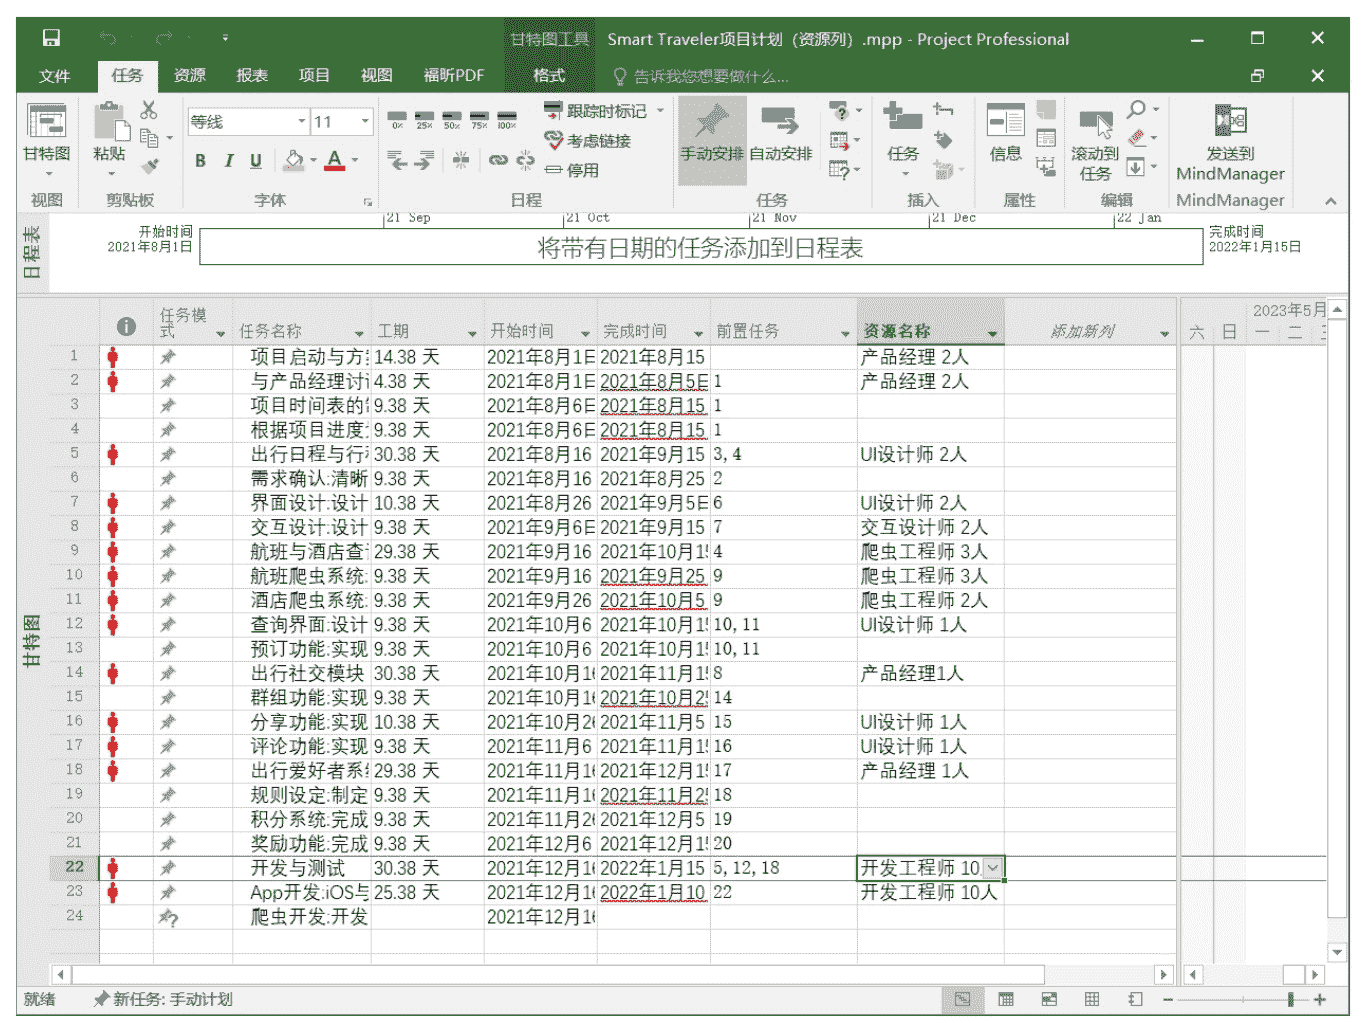 甘特图工具 Smart Traveler项目计划（资源列）.mpp - Project Professional
文件 任务 资源 报表 项目 视图 福昕PDF 格式 告诉我您想要做什么...
等线 11
0% 25% 50% 75% 100%
跟踪时标记
考虑链接
停用
B I U A
甘特图 粘贴 手动安排 自动安排 任务 信息 滚动到任务 发送到 MindManager
视图 剪贴板 字体 日程 任务 插入 属性 编辑 MindManager
21 Sep 21 Oct 21 Nov 21 Dec 22 Jan
日程表
开始时间
2021年8月1日
将带有日期的任务添加到日程表
完成时间
2022年1月15日
甘特图
任务模式 任务名称 工期 开始时间 完成时间 前置任务 资源名称 添加新列
2023年5月
六 日 一 二 三
1 项目启动与方 14.38 天 2021年8月1日 2021年8月15 产品经理 2人
2 与产品经理讨 4.38 天 2021年8月1日 2021年8月5日 1 产品经理 2人
3 项目时间表的 9.38 天 2021年8月6日 2021年8月15 1
4 根据项目进度 9.38 天 2021年8月6日 2021年8月15 1
5 出行日程与行 30.38 天 2021年8月16 2021年9月15 3, 4 UI设计师 2人
6 需求确认:清晰 9.38 天 2021年8月16 2021年8月25 2
7 界面设计:设计 10.38 天 2021年8月26 2021年9月5日 6 UI设计师 2人
8 交互设计:设计 9.38 天 2021年9月6日 2021年9月15 7 交互设计师 2人
9 航班与酒店查 29.38 天 2021年9月16 2021年10月15 4 爬虫工程师 3人
10 航班爬虫系统: 9.38 天 2021年9月16 2021年9月25 9 爬虫工程师 3人
11 酒店爬虫系统: 9.38 天 2021年9月26 2021年10月5 9 爬虫工程师 2人
12 查询界面:设计 9.38 天 2021年10月6 2021年10月15 10, 11 UI设计师 1人
13 预订功能:实现 9.38 天 2021年10月6 2021年10月15 10, 11
14 出行社交模块 30.38 天 2021年10月16 2021年11月15 8 产品经理1人
15 群组功能:实现 9.38 天 2021年10月16 2021年10月25 14
16 分享功能:实现 10.38 天 2021年10月26 2021年11月5 15 UI设计师 1人
17 评论功能:实现 9.38 天 2021年11月6 2021年11月15 16 UI设计师 1人
18 出行爱好者系 29.38 天 2021年11月16 2021年12月15 17 产品经理 1人
19 规则设定:制定 9.38 天 2021年11月16 2021年11月25 18
20 积分系统:完成 9.38 天 2021年11月26 2021年12月5 19
21 奖励功能:完成 9.38 天 2021年12月6 2021年12月15 20
22 开发与测试 30.38 天 2021年12月16 2022年1月15 5, 12, 18 开发工程师 10
23 App开发:iOS与 25.38 天 2021年12月16 2022年1月10 22 开发工程师 10人
24 爬虫开发:开发 2021年12月16
就绪 新任务: 手动计划